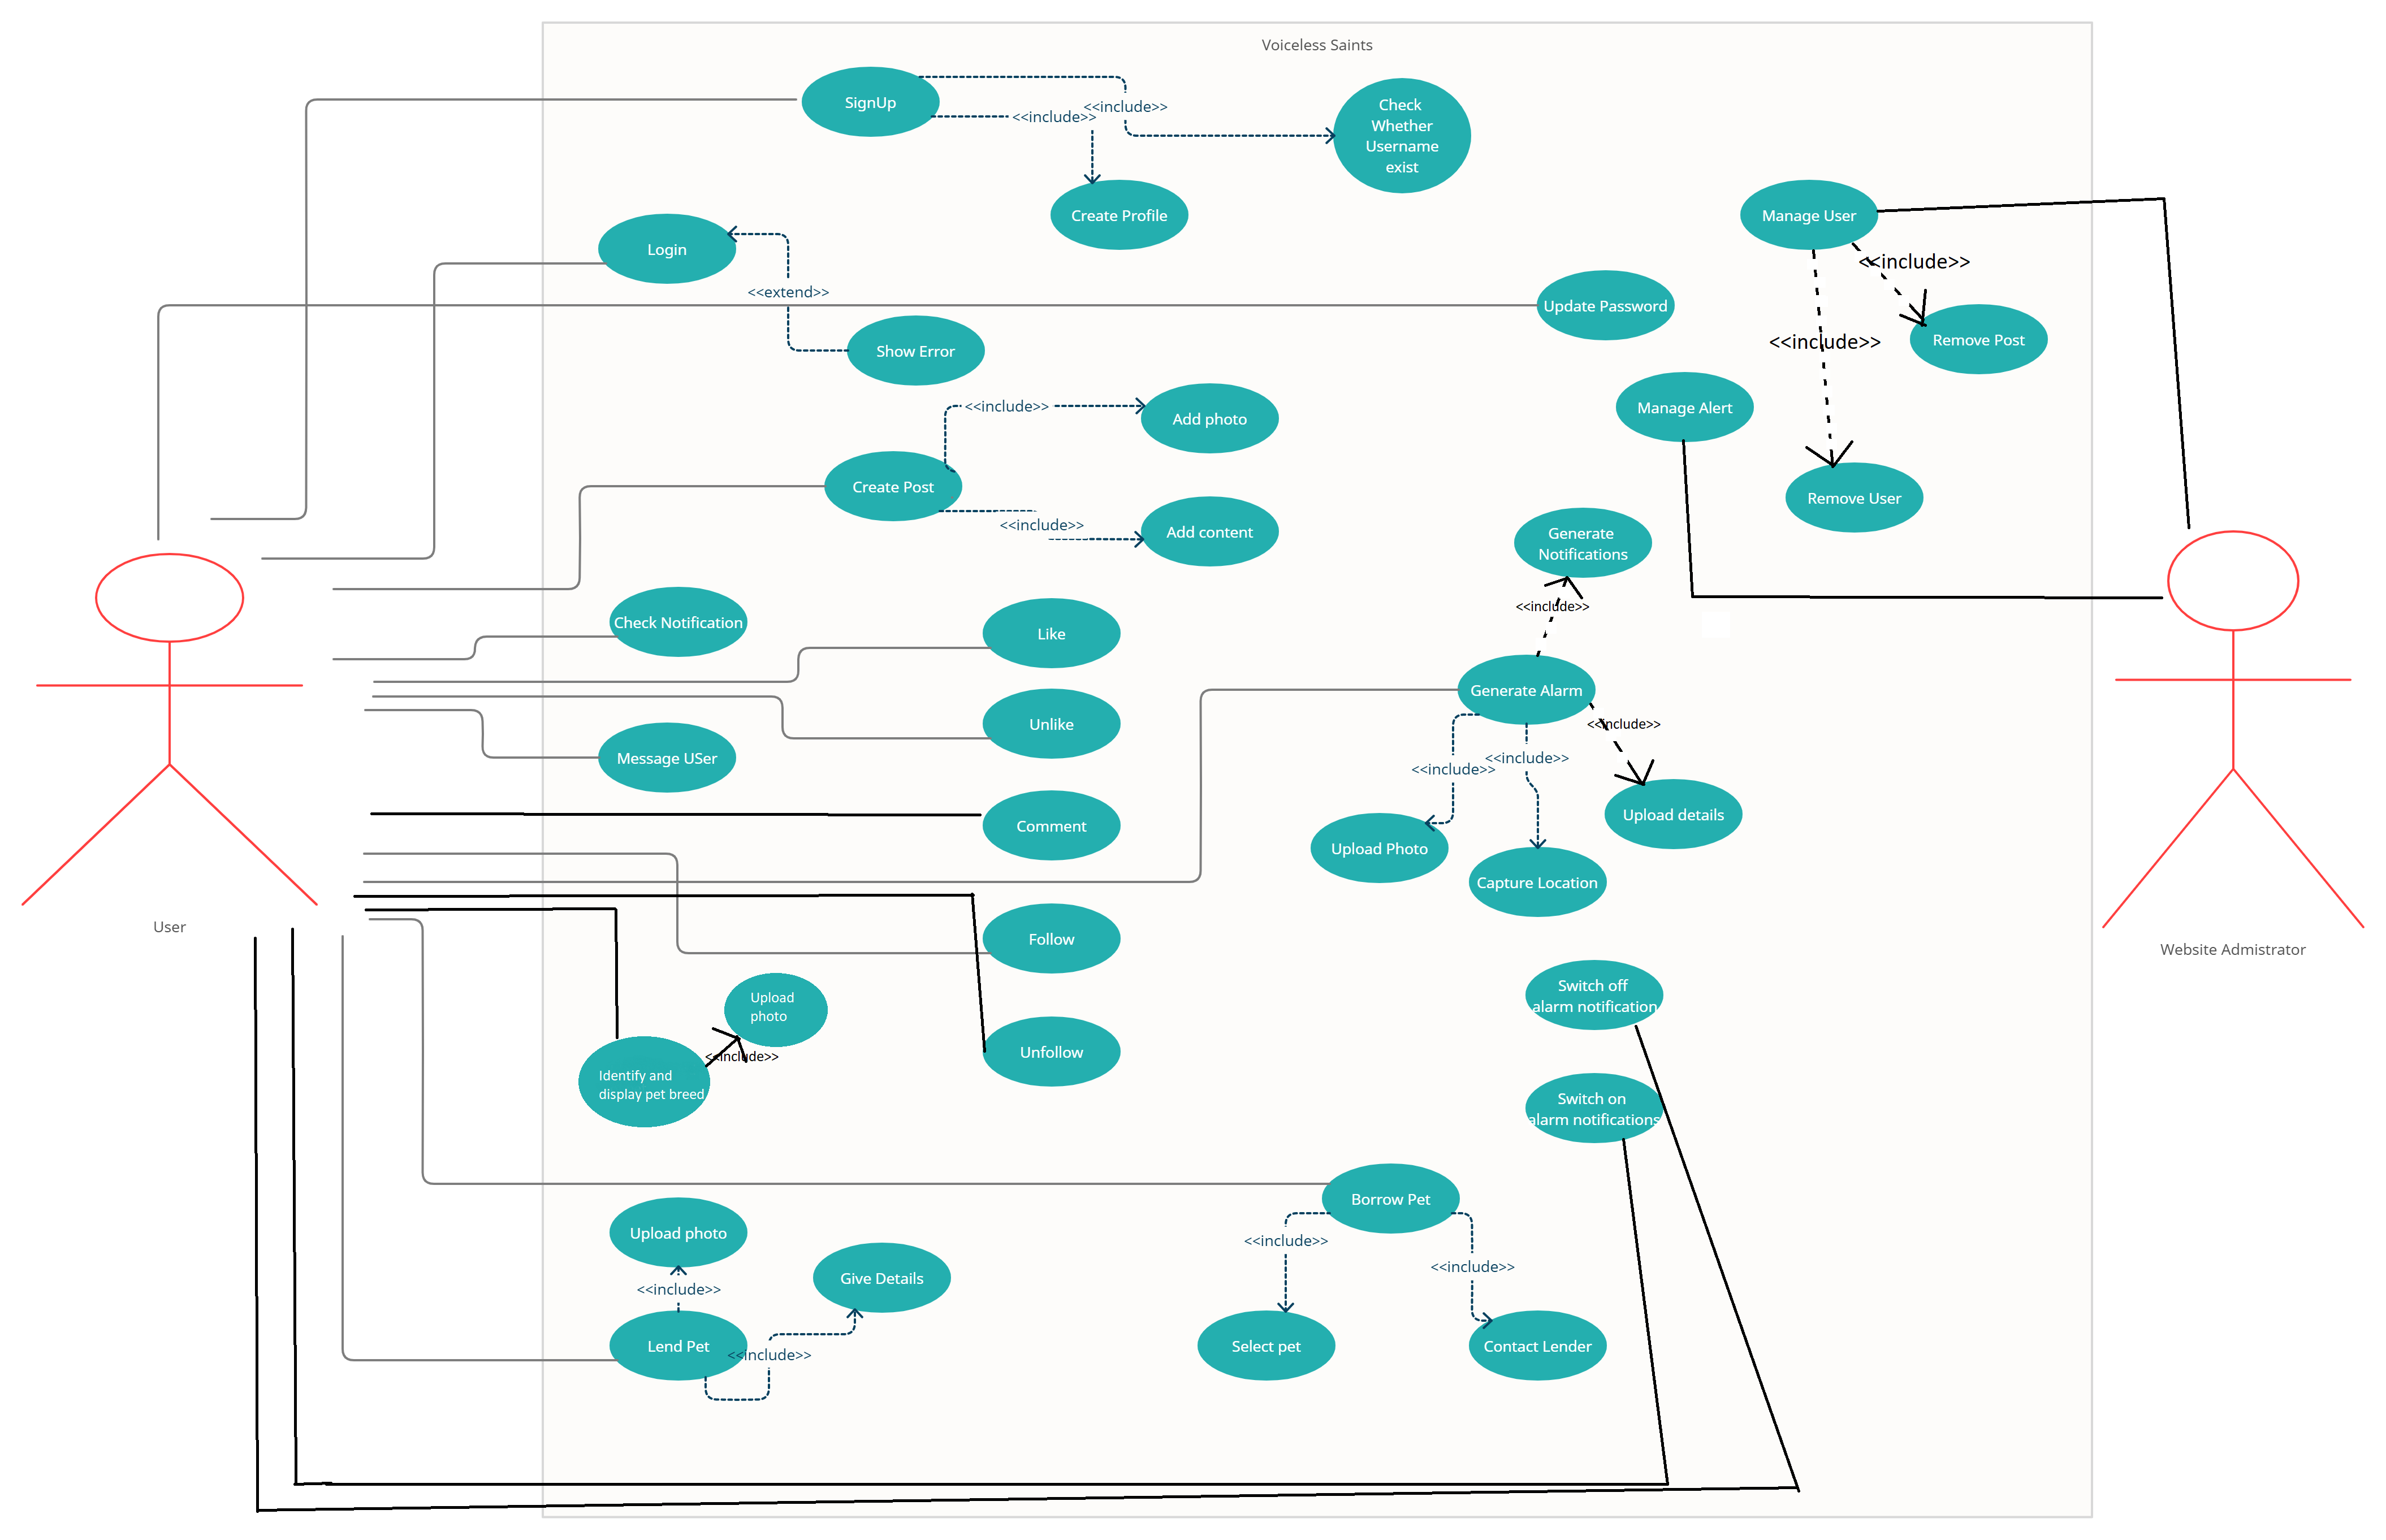 Voiceless Saints
SignUp
<<include>>
<<include>>
Check
Whether
Username
exist
Create Profile
Manage User
Login
<<include>>
<<extend>>
Update Password
Show Error
<<include>>
Remove Post
<<include>>
Add photo
Manage Alert
Create Post
Remove User
<<include>>
Add content
Generate
Notifications
<<include>>
Check Notification
Like
Generate Alarm
Unlike
<<include>>
Message USer
<<include>>
<<include>>
Comment
Upload details
Upload Photo
Capture Location
User
Follow
Website Admistrator
Upload
photo
Switch off
alarm notification
<<include>>
Unfollow
Identify and
display pet breed
Switch on
alarm notifications
Borrow Pet
Upload photo
<<include>>
<<include>>
Give Details
<<include>>
Lend Pet
<<include>>
Select pet
Contact Lender